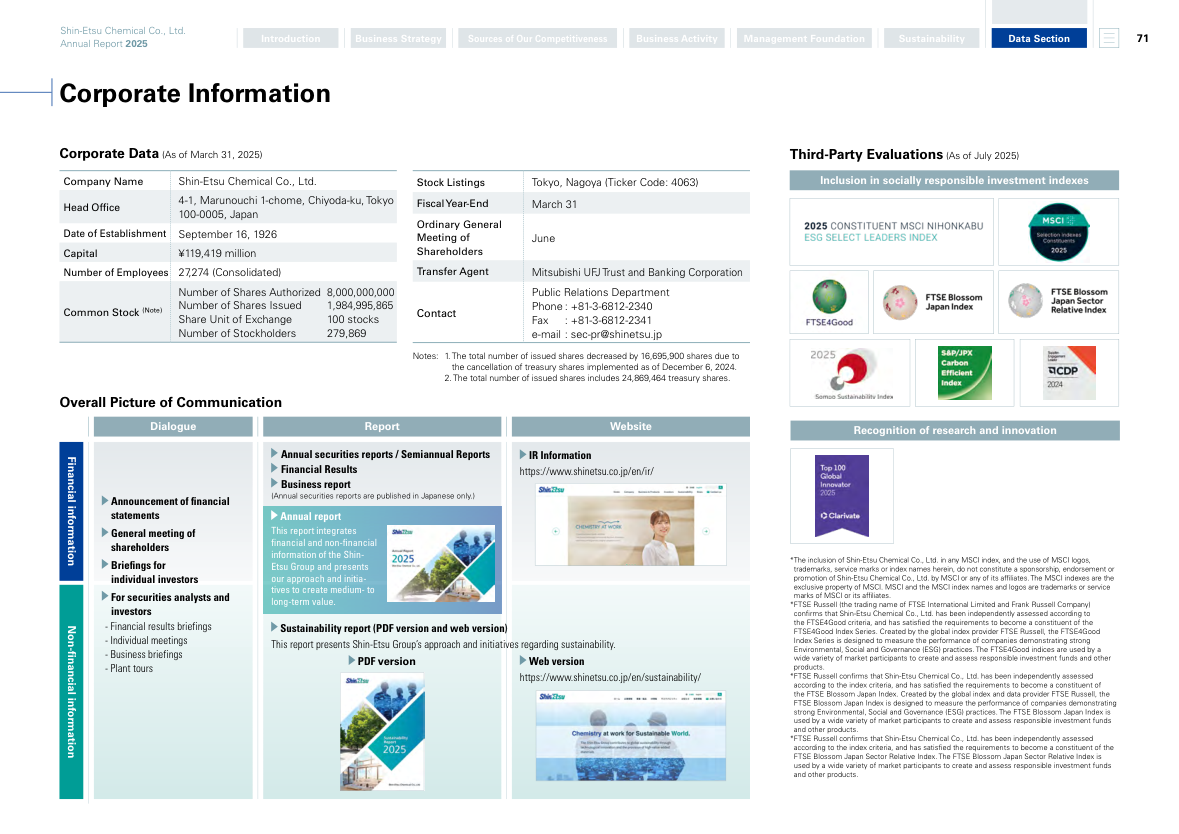 Shin-Etsu Chemical Co., Ltd.
Annual Report 2025
Introduction
Business Strategy
Sources of Our Competitiveness
Business Activity
Management Foundation
Sustainability
Data Section
71
Corporate Information
Corporate Data (As of March 31, 2025)
Company Name Shin-Etsu Chemical Co., Ltd.
Head Office 4-1, Marunouchi 1-chome, Chiyoda-ku, Tokyo
100-0005, Japan
Date of Establishment September 16, 1926
Capital ¥119,419 million
Number of Employees 27,274 (Consolidated)
Common Stock (Note)
Number of Shares Authorized 8,000,000,000
Number of Shares Issued 1,984,995,865
Share Unit of Exchange 100 stocks
Number of Stockholders 279,869
Stock Listings Tokyo, Nagoya (Ticker Code: 4063)
Fiscal Year-End March 31
Ordinary General
Meeting of
Shareholders
June
Transfer Agent Mitsubishi UFJ Trust and Banking Corporation
Contact
Public Relations Department
Phone : +81-3-6812-2340
Fax : +81-3-6812-2341
e-mail : sec-pr@shinetsu.jp
Notes: 1. The total number of issued shares decreased by 16,695,900 shares due to
the cancellation of treasury shares implemented as of December 6, 2024.
2. The total number of issued shares includes 24,869,464 treasury shares.
Overall Picture of Communication
Dialogue
Report
Website
Financial information
Non-financial information
Announcement of financial
statements
General meeting of
shareholders
Briefings for
individual investors
For securities analysts and
investors
- Financial results briefings
- Individual meetings
- Business briefings
- Plant tours
Annual securities reports / Semiannual Reports
Financial Results
Business report
(Annual securities reports are published in Japanese only.)
Annual report
This report integrates
financial and non-financial
information of the Shin-
Etsu Group and presents
our approach and initia-
tives to create medium- to
long-term value.
ShinEtsu
Annual Report
2025
IR Information
https://www.shinetsu.co.jp/en/ir/
ShinEtsu
CHEMISTRY AT WORK
Sustainability report (PDF version and web version)
This report presents Shin-Etsu Group's approach and initiatives regarding sustainability.
PDF version
ShinEtsu
Sustainability
Report
2025
Web version
https://www.shinetsu.co.jp/en/sustainability/
ShinEtsu
Chemistry at work for Sustainable World.
Third-Party Evaluations (As of July 2025)
Inclusion in socially responsible investment indexes
2025 CONSTITUENT MSCI NIHONKABU
ESG SELECT LEADERS INDEX
MSCI
Selection indexes
Constituents
2025
FTSE4Good
FTSE Blossom
Japan Index
FTSE Blossom
Japan Sector
Relative Index
2025
Sompo Sustainability Index
S&P/JPX
Carbon
Efficient
Index
Supplier
Engagement
Leader
CDP
2024
Recognition of research and innovation
Top 100
Global
Innovator
2025
Clarivate
*The inclusion of Shin-Etsu Chemical Co., Ltd. in any MSCI index, and the use of MSCI logos,
trademarks, service marks or index names herein, do not constitute a sponsorship, endorsement or
promotion of Shin-Etsu Chemical Co., Ltd. by MSCI or any of its affiliates. The MSCI indexes are the
exclusive property of MSCI. MSCI and the MSCI index names and logos are trademarks or service
marks of MSCI or its affiliates.
*FTSE Russell (the trading name of FTSE International Limited and Frank Russell Company)
confirms that Shin-Etsu Chemical Co., Ltd. has been independently assessed according to
the FTSE4Good criteria, and has satisfied the requirements to become a constituent of the
FTSE4Good Index Series. Created by the global index provider FTSE Russell, the FTSE4Good
Index Series is designed to measure the performance of companies demonstrating strong
Environmental, Social and Governance (ESG) practices. The FTSE4Good indices are used by a
wide variety of market participants to create and assess responsible investment funds and other
products.
*FTSE Russell confirms that Shin-Etsu Chemical Co., Ltd. has been independently assessed
according to the index criteria, and has satisfied the requirements to become a constituent of
the FTSE Blossom Japan Index. Created by the global index and data provider FTSE Russell, the
FTSE Blossom Japan Index is designed to measure the performance of companies demonstrating
strong Environmental, Social and Governance (ESG) practices. The FTSE Blossom Japan Index is
used by a wide variety of market participants to create and assess responsible investment funds
and other products.
*FTSE Russell confirms that Shin-Etsu Chemical Co., Ltd. has been independently assessed
according to the index criteria, and has satisfied the requirements to become a constituent of the
FTSE Blossom Japan Sector Relative Index. The FTSE Blossom Japan Sector Relative Index is
used by a wide variety of market participants to create and assess responsible investment funds
and other products.